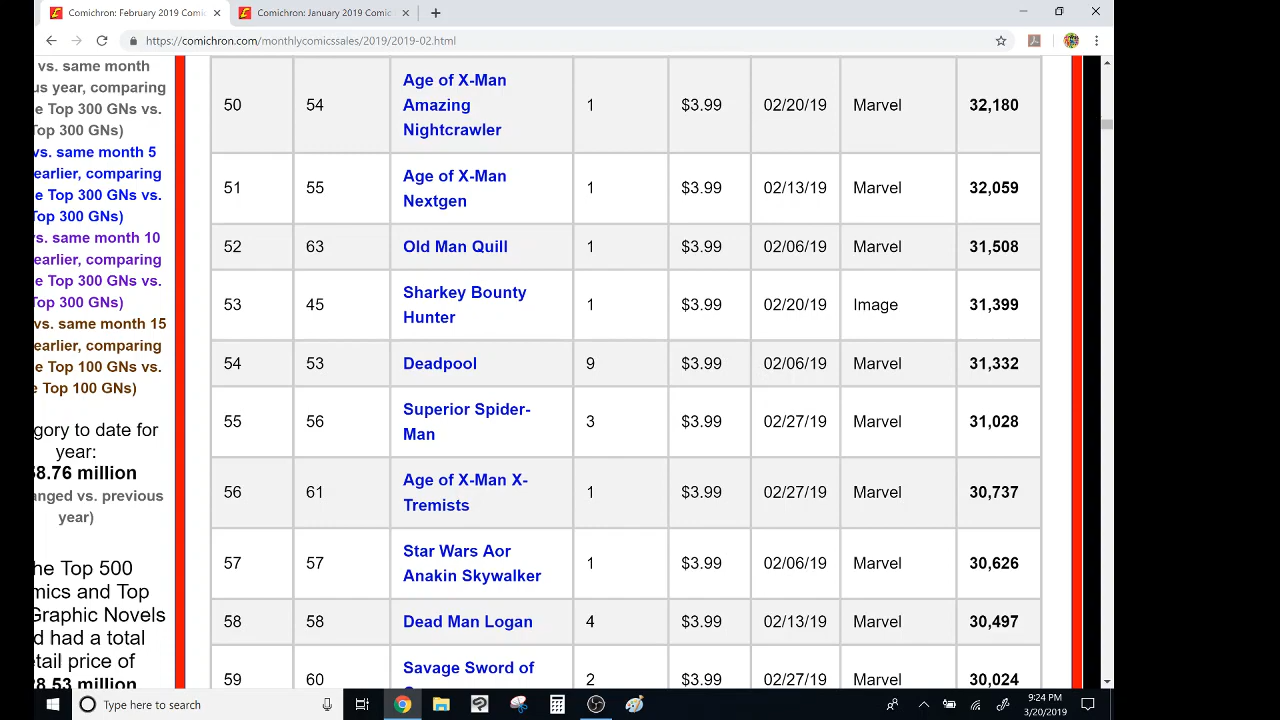 Comichron: February 2019 Comic
Comichron: January 2019 Comic
https://comichron.com/monthlycomicssales/2019/2019-02.html
vs. same month
us year, comparing
e Top 300 GNs vs.
Top 300 GNs)
vs. same month 5
earlier, comparing
e Top 300 GNs vs.
Top 300 GNs)
vs. same month 10
earlier, comparing
e Top 300 GNs vs.
Top 300 GNs)
vs. same month 15
earlier, comparing
e Top 100 GNs vs.
e Top 100 GNs)
gory to date for
year:
8.76 million
anged vs. previous
year)
he Top 500
mics and Top
Graphic Novels
d had a total
etail price of
8.53 million
50 54 Age of X-Man Amazing Nightcrawler 1 $3.99 02/20/19 Marvel 32,180
51 55 Age of X-Man Nextgen 1 $3.99 02/13/19 Marvel 32,059
52 63 Old Man Quill 1 $3.99 02/06/19 Marvel 31,508
53 45 Sharkey Bounty Hunter 1 $3.99 02/20/19 Image 31,399
54 53 Deadpool 9 $3.99 02/06/19 Marvel 31,332
55 56 Superior Spider-Man 3 $3.99 02/27/19 Marvel 31,028
56 61 Age of X-Man X-Tremists 1 $3.99 02/27/19 Marvel 30,737
57 57 Star Wars Aor Anakin Skywalker 1 $3.99 02/06/19 Marvel 30,626
58 58 Dead Man Logan 4 $3.99 02/13/19 Marvel 30,497
59 60 Savage Sword of 2 $3.99 02/27/19 Marvel 30,024
Type here to search
9:24 PM
3/20/2019